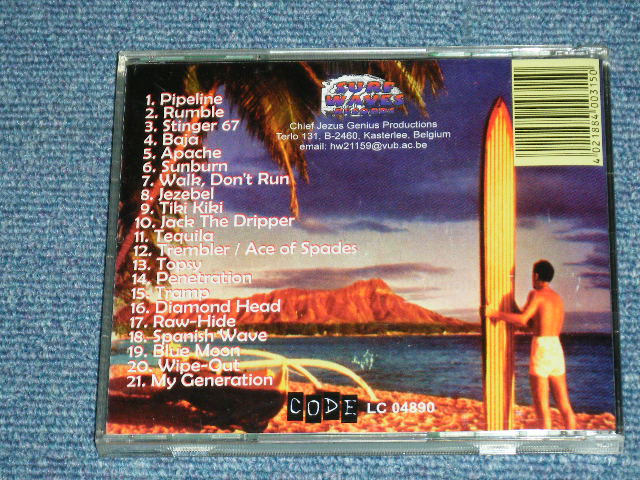 1. Pipeline
2. Rumble
3. Stinger 67
4. Baja
5. Apache
6. Sunburn
7. Walk, Don't Run
8. Jezebel
9. Tiki Kiki
10. Jack The Dripper
11. Tequila
12. Trembler / Ace of Spades
13. Topsy
14. Penetration
15. Tramp
16. Diamond Head
17. Raw-Hide
18. Spanish Wave
19. Blue Moon
20. Wipe-Out
21. My Generation
SURF
WAVES
Chief Jezus Genius Productions
Terlo 131, B-2460, Kasterlee, Belgium
email: hw21159@vub.ac.be
4 021884 003150
CODE LC 04890